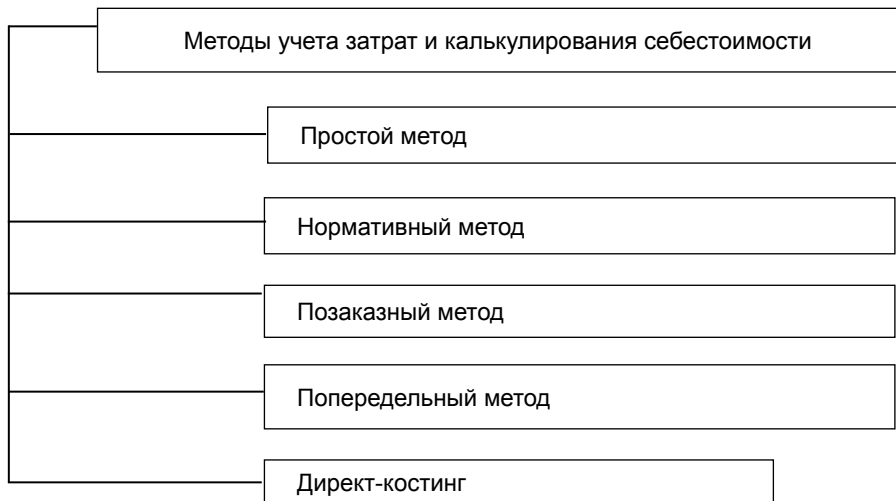 Методы учета затрат и калькулирования себестоимости
Простой метод
Нормативный метод
Позаказный метод
Попередельный метод
Директ-костинг